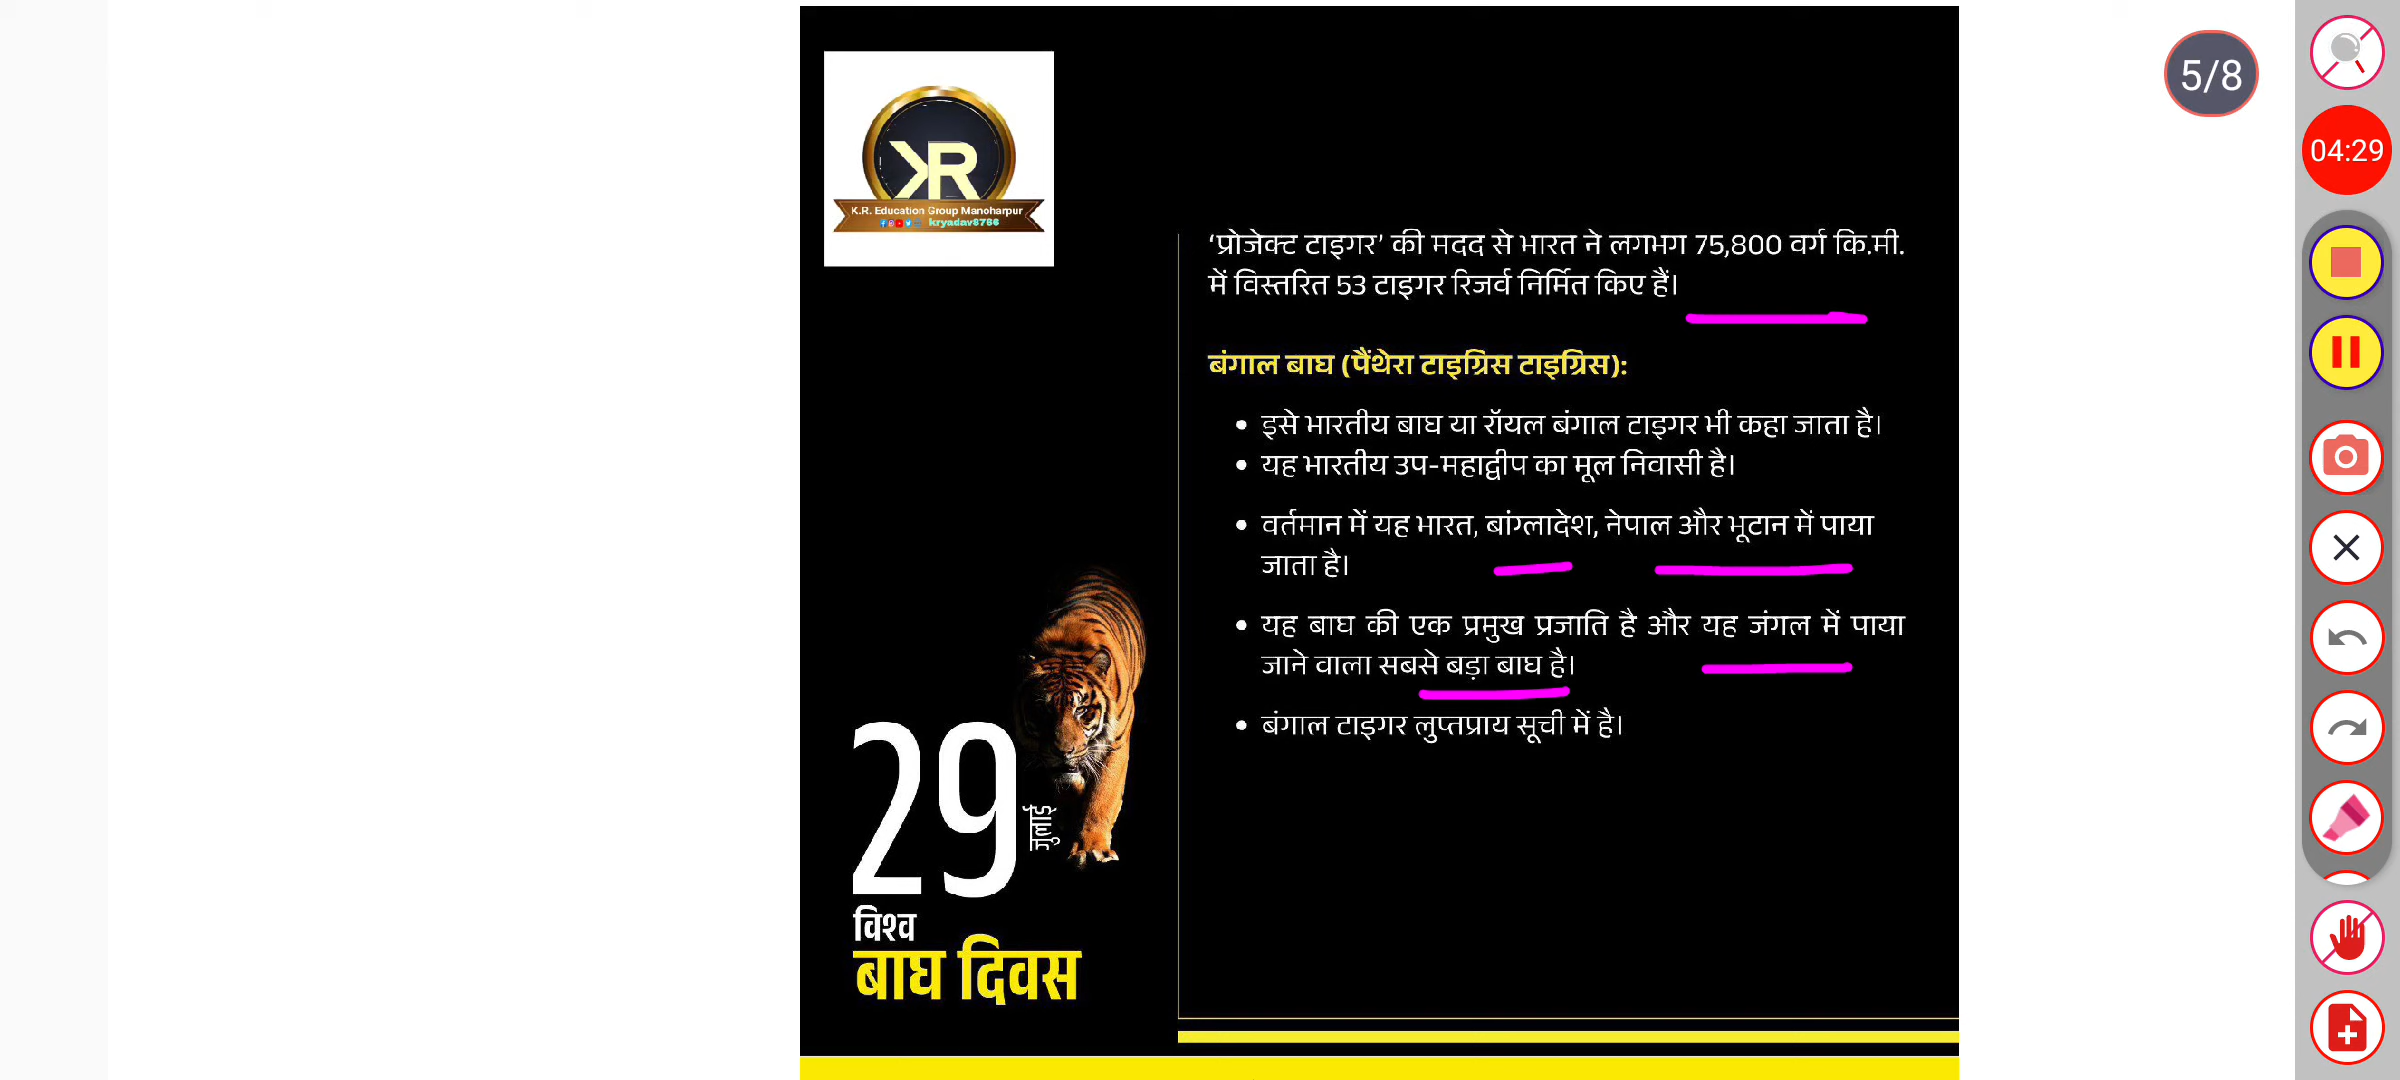 5/8
04:29
KR
K.R. Education Group Manoharpur
kryadav8786
‘प्रोजेक्ट टाइगर’ की मदद से भारत ने लगभग 75,800 वर्ग कि.मी.
में विस्तरित 53 टाइगर रिजर्व निर्मित किए हैं।
बंगाल बाघ (पैंथेरा टाइग्रिस टाइग्रिस):
• इसे भारतीय बाघ या रॉयल बंगाल टाइगर भी कहा जाता है।
• यह भारतीय उप-महाद्वीप का मूल निवासी है।
• वर्तमान में यह भारत, बांग्लादेश, नेपाल और भूटान में पाया
जाता है।
• यह बाघ की एक प्रमुख प्रजाति है और यह जंगल में पाया
जाने वाला सबसे बड़ा बाघ है।
• बंगाल टाइगर लुप्तप्राय सूची में है।
29
जुलाई
विश्व
बाघ दिवस